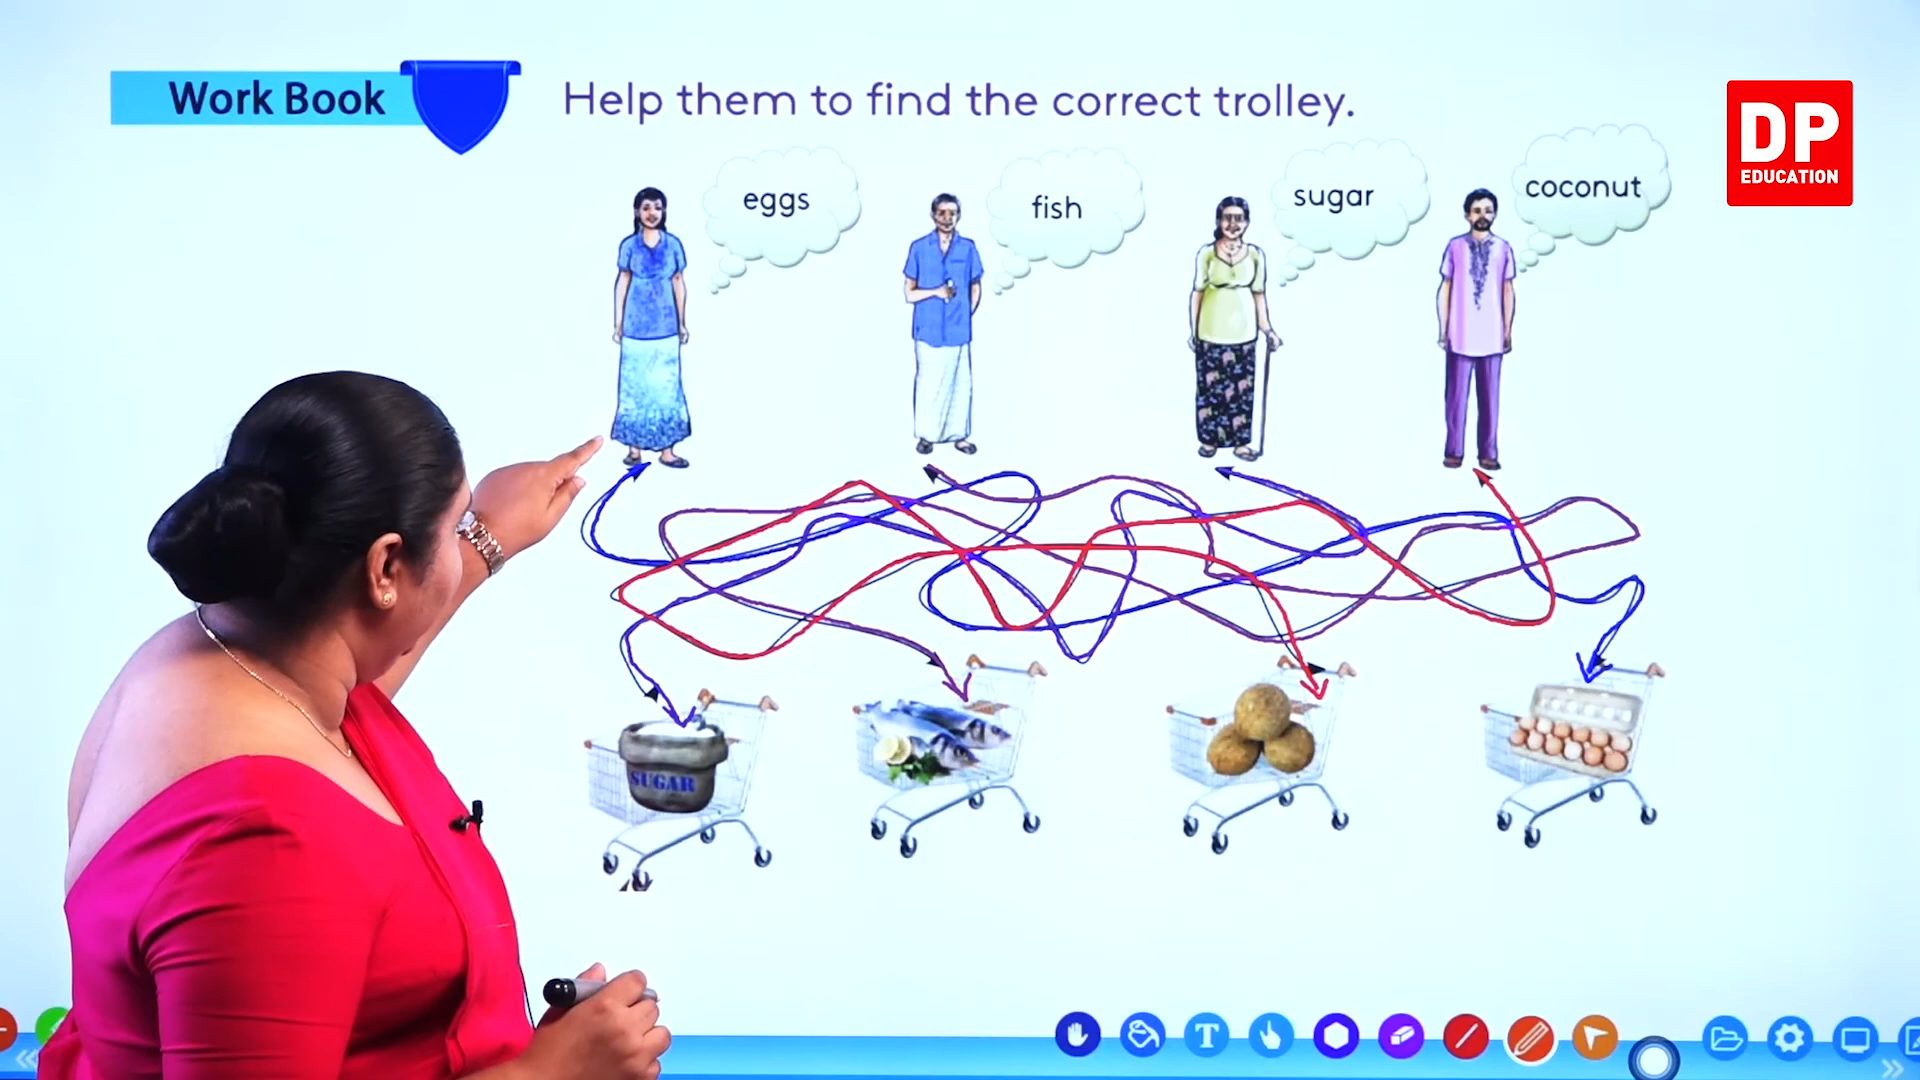 Work Book
Help them to find the correct trolley.
DP
EDUCATION
eggs
fish
sugar
coconut
SUGAR
T